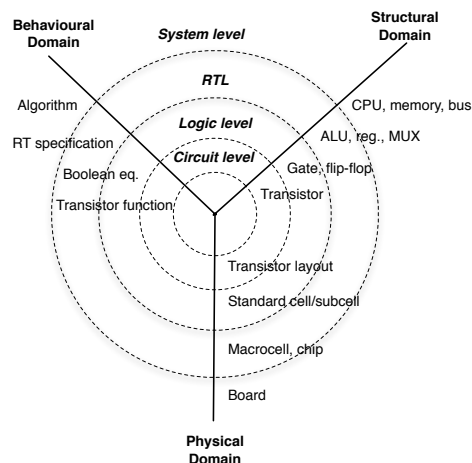 Behavioural
Domain
System level
Structural
Domain
RTL
Algorithm
CPU, memory, bus
Logic level
RT specification
ALU, reg., MUX
Circuit level
Boolean eq.
Gate, flip-flop
Transistor
Transistor function
Transistor layout
Standard cell/subcell
Macrocell, chip
Board
Physical
Domain